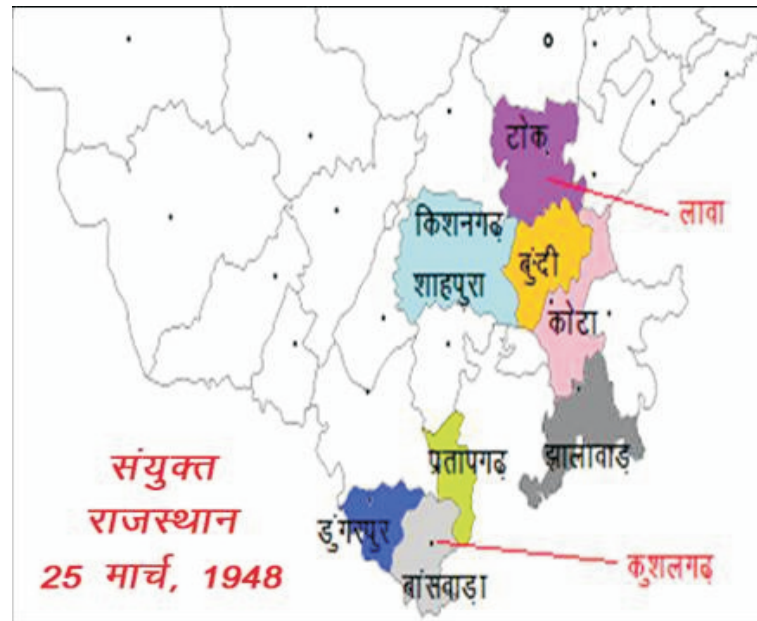 टोंक
लावा
किशनगढ़
बुंदी
शाहपुरा
कोटा
प्रतापगढ़
झालावाड़
संयुक्त
राजस्थान
25 मार्च, 1948
डुंगरपुर
बांसवाड़ा
कुशलगढ़